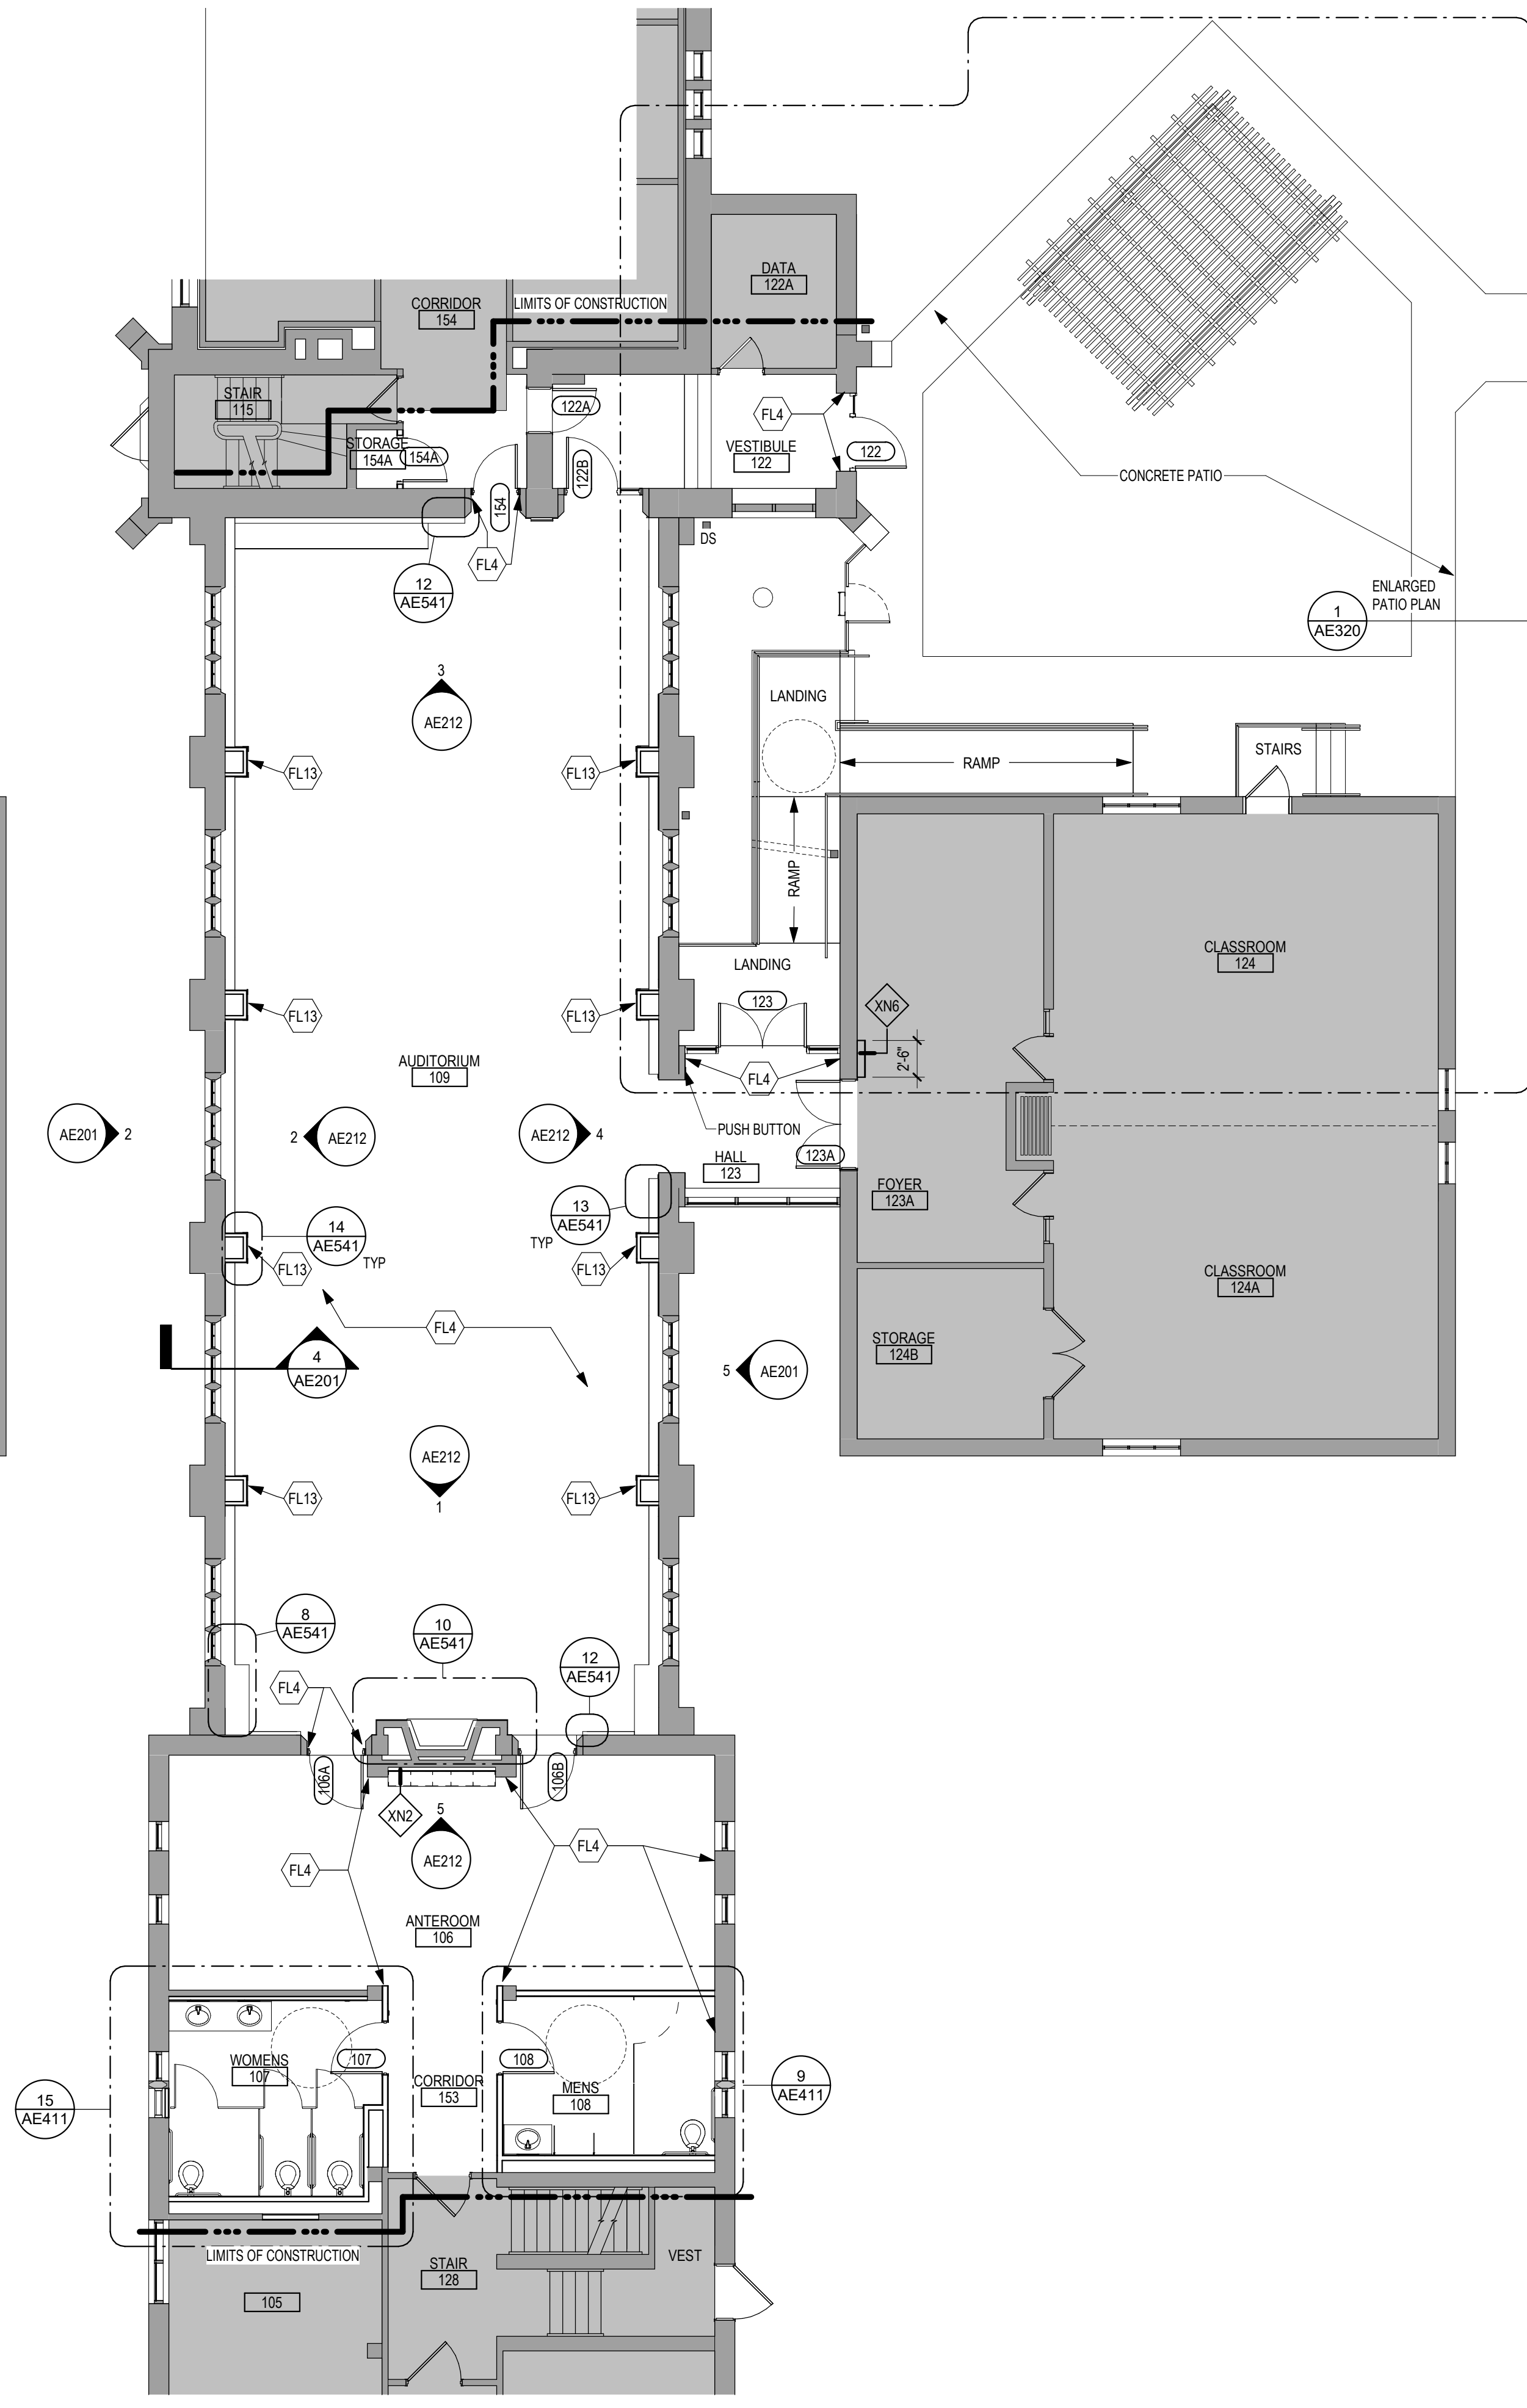 DATA
122A
CORRIDOR
154
LIMITS OF CONSTRUCTION
STAIR
115
122A
FL4
STORAGE
154A
154A
VESTIBULE
122
122
122B
154
CONCRETE PATIO
DS
FL4
12
AE541
ENLARGED
PATIO PLAN
1
AE320
3
AE212
LANDING
FL13
FL13
RAMP
STAIRS
RAMP
CLASSROOM
124
LANDING
123
XN6
FL13
FL13
AUDITORIUM
109
2'-6"
FL4
AE201
2
2
AE212
AE212
4
PUSH BUTTON
HALL
123
123A
FOYER
123A
13
AE541
TYP
14
AE541
TYP
FL13
FL13
CLASSROOM
124A
FL4
STORAGE
124B
4
AE201
5
AE201
AE212
1
FL13
FL13
8
AE541
10
AE541
12
AE541
FL4
106A
106B
XN2
5
AE212
FL4
FL4
ANTEROOM
106
WOMENS
107
107
108
CORRIDOR
153
MENS
108
15
AE411
9
AE411
LIMITS OF CONSTRUCTION
STAIR
128
VEST
105